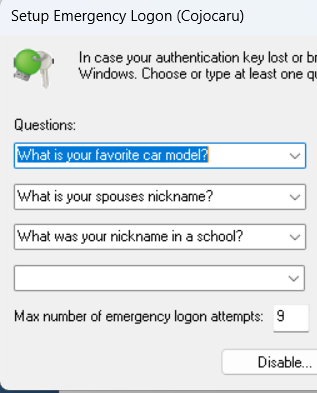 Setup Emergency Logon (Cojocaru)
In case your authentication key lost or br
Windows. Choose or type at least one qu
Questions:
What is your favorite car model?
What is your spouses nickname?
What was your nickname in a school?
Max number of emergency logon attempts: 9
Disable...